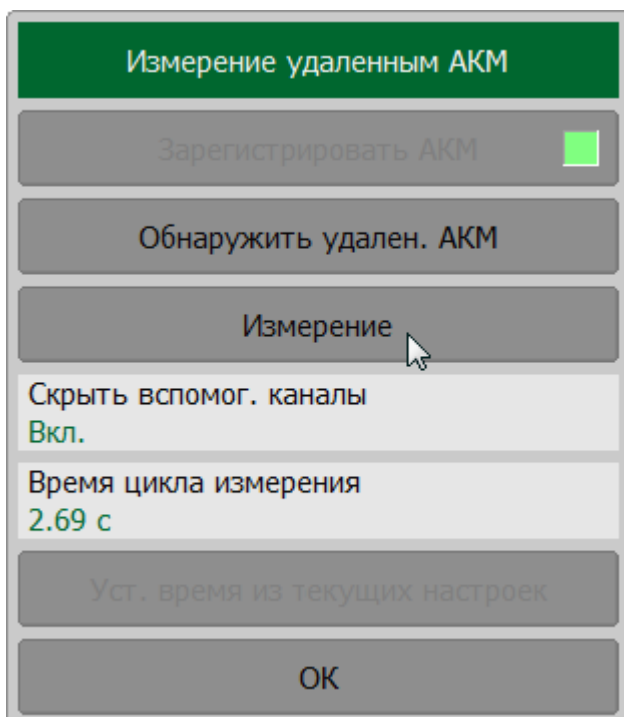 Измерение удаленным АКМ
Зарегистрировать АКМ
Обнаружить удален. АКМ
Измерение
Скрыть вспомог. каналы
Вкл.
Время цикла измерения
2.69 с
Уст. время из текущих настроек
ОК